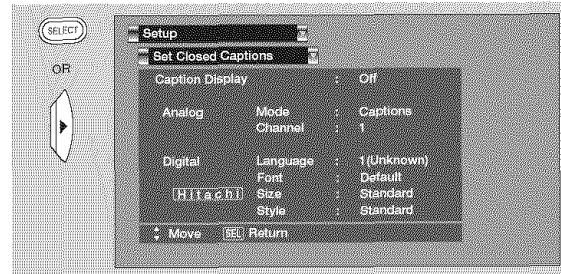 SELECT
OR
Setup
Set Closed Captions
Caption Display : Off
Analog Mode : Captions
Channel : 1
Digital Language : 1(Unknown)
Font : Default
Hitachi Size : Standard
Style : Standard
Move SEL Return